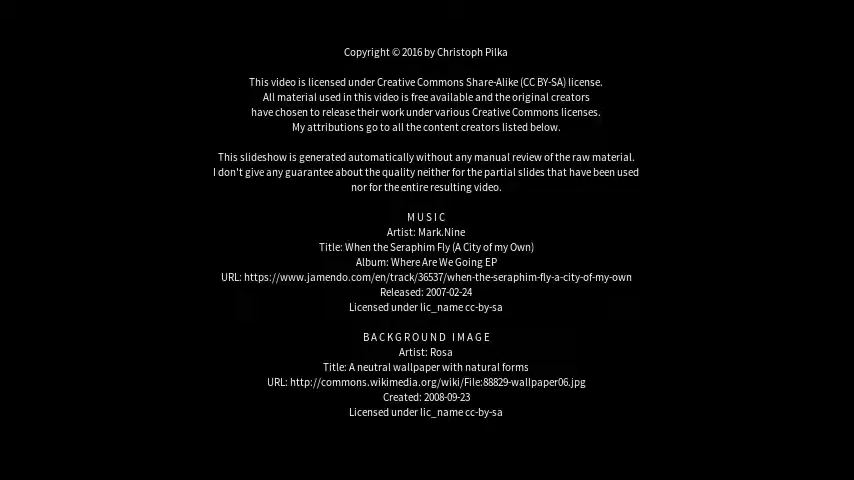 Copyright © 2016 by Christoph Pilka
This video is licensed under Creative Commons Share-Alike (CC BY-SA) license.
All material used in this video is free available and the original creators
have chosen to release their work under various Creative Commons licenses.
My attributions go to all the content creators listed below.
This slideshow is generated automatically without any manual review of the raw material.
I don't give any guarantee about the quality neither for the partial slides that have been used
nor for the entire resulting video.
MUSIC
Artist: Mark.Nine
Title: When the Seraphim Fly (A City of my Own)
Album: Where Are We Going EP
URL: https://www.jamendo.com/en/track/36537/when-the-seraphim-fly-a-city-of-my-own
Released: 2007-02-24
Licensed under lic_name cc-by-sa
BACKGROUND IMAGE
Artist: Rosa
Title: A neutral wallpaper with natural forms
URL: http://commons.wikimedia.org/wiki/File:88829-wallpaper06.jpg
Created: 2008-09-23
Licensed under lic_name cc-by-sa